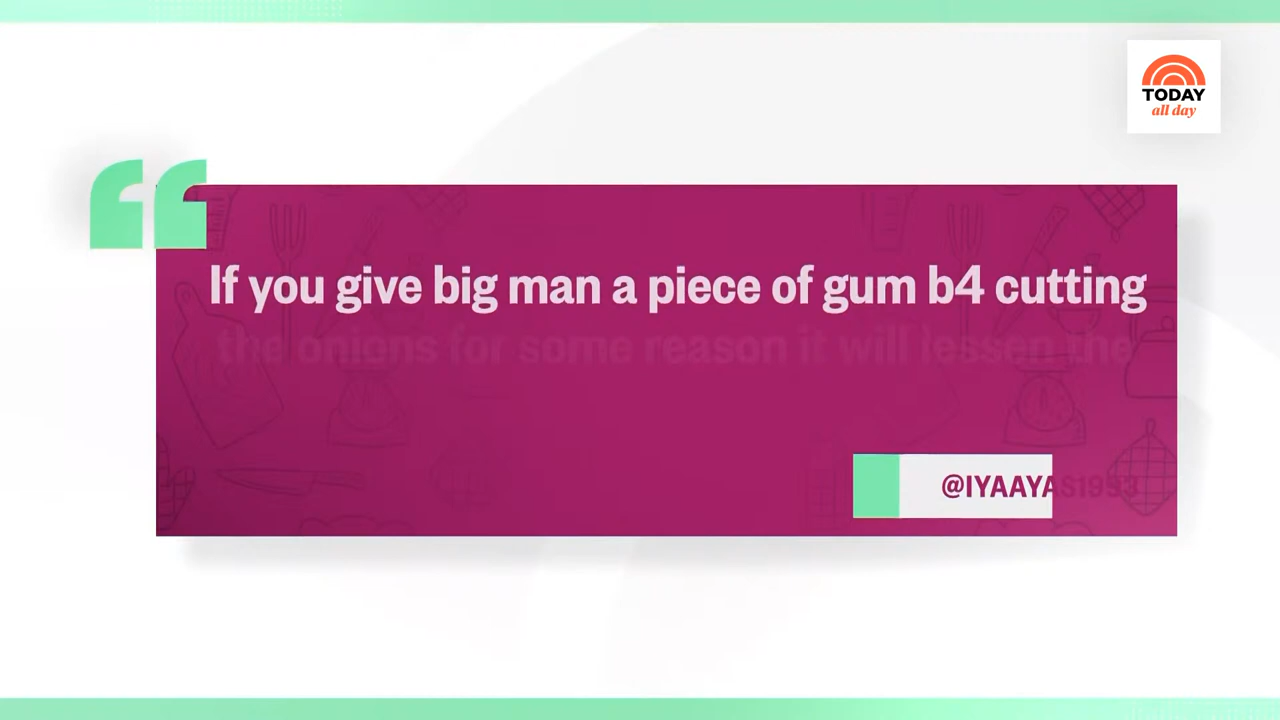 TODAY
all day
If you give big man a piece of gum b4 cutting
the onions for some reason it will lessen the
@IYAAYAS1993